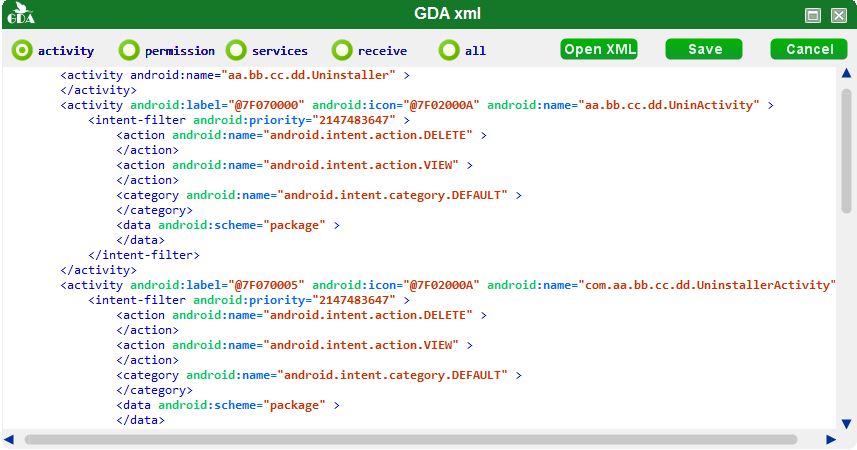 GDA xml
GDA
activity permission services receive all Open XML Save Cancel
<activity android:name="aa.bb.cc.dd.Uninstaller" >
</activity>
<activity android:label="@7F070000" android:icon="@7F02000A" android:name="aa.bb.cc.dd.UninActivity" >
<intent-filter android:priority="2147483647" >
<action android:name="android.intent.action.DELETE" >
</action>
<action android:name="android.intent.action.VIEW" >
</action>
<category android:name="android.intent.category.DEFAULT" >
</category>
<data android:scheme="package" >
</data>
</intent-filter>
</activity>
<activity android:label="@7F070005" android:icon="@7F02000A" android:name="com.aa.bb.cc.dd.UninstallerActivity"
<intent-filter android:priority="2147483647" >
<action android:name="android.intent.action.DELETE" >
</action>
<action android:name="android.intent.action.VIEW" >
</action>
<category android:name="android.intent.category.DEFAULT" >
</category>
<data android:scheme="package" >
</data>